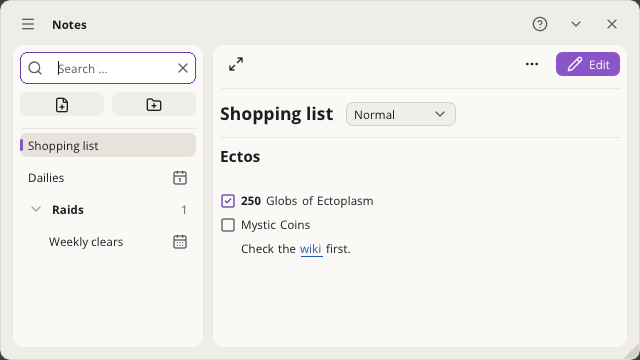 Notes
Search ...
Shopping list
Dailies
Raids 1
Weekly clears
Edit
Shopping list Normal
Ectos
250 Globs of Ectoplasm
Mystic Coins
Check the wiki first.